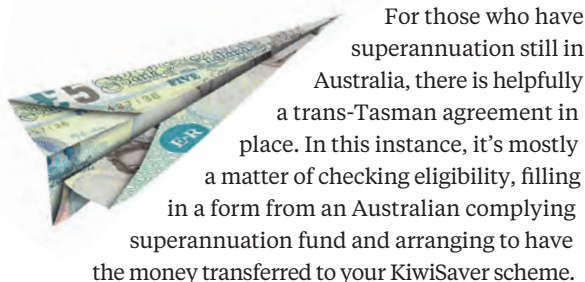 For those who have
superannuation still in
Australia, there is helpfully
a trans-Tasman agreement in
place. In this instance, it’s mostly
a matter of checking eligibility, filling
in a form from an Australian complying
superannuation fund and arranging to have
the money transferred to your KiwiSaver scheme.
£5
FIVE
E·R